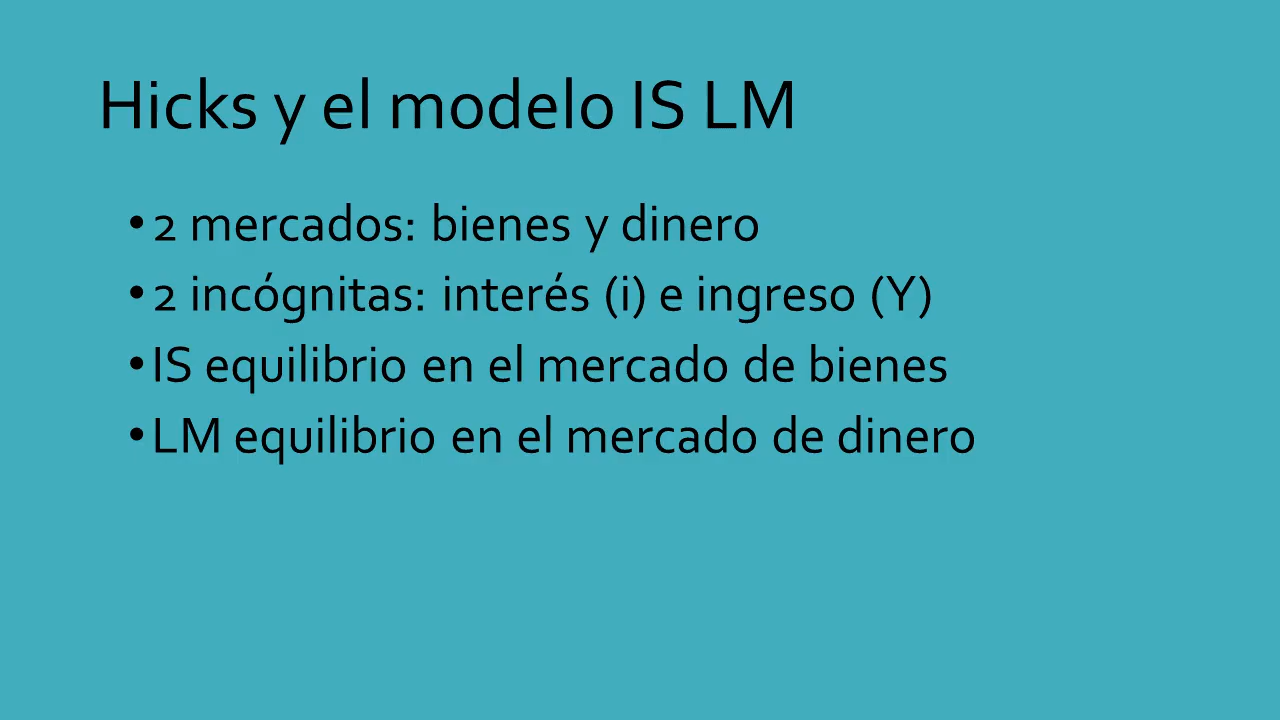 Hicks y el modelo IS LM
•2 mercados: bienes y dinero
•2 incógnitas: interés (i) e ingreso (Y)
•IS equilibrio en el mercado de bienes
•LM equilibrio en el mercado de dinero